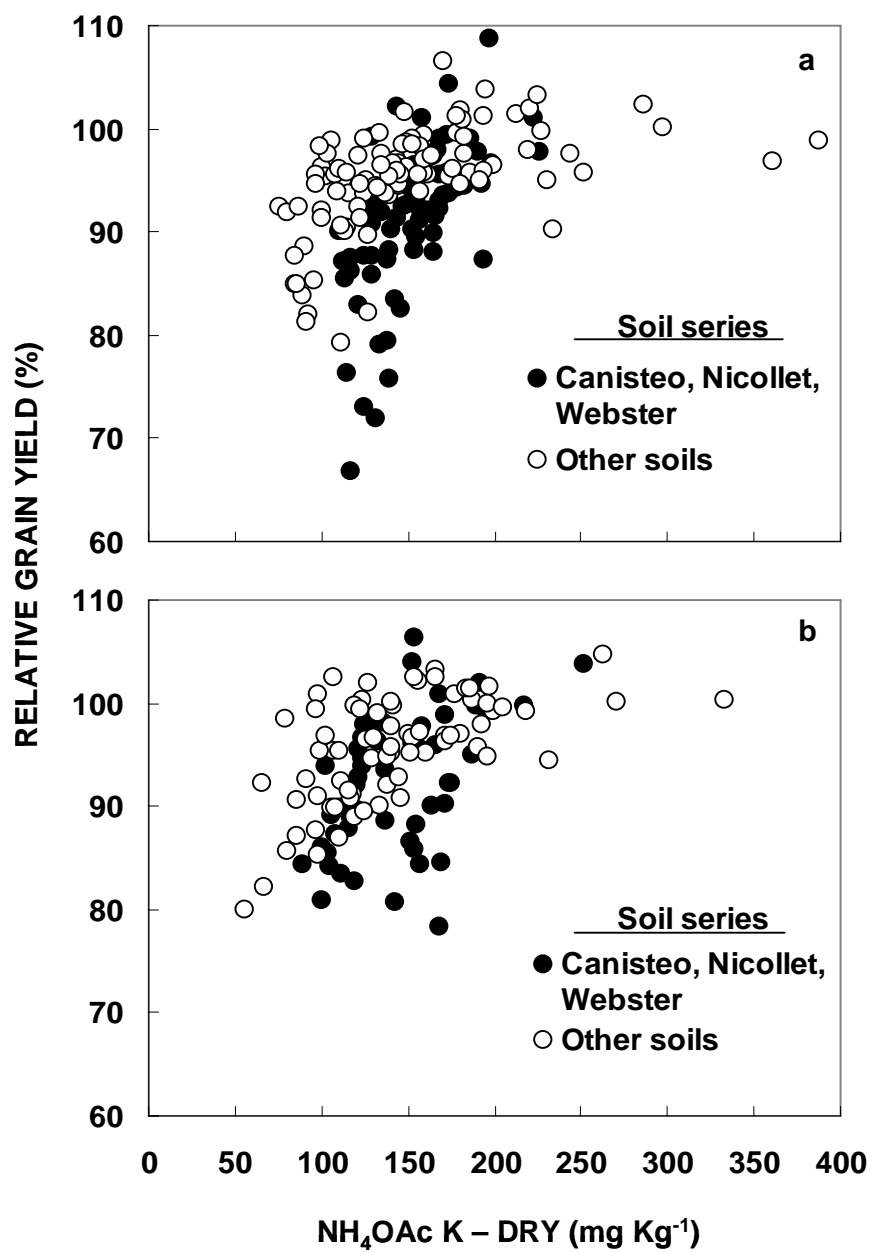 110
a
100
90
80
70
60
Soil series
Canisteo, Nicollet,
Webster
Other soils
RELATIVE GRAIN YIELD (%)
110
b
100
90
80
70
60
Soil series
Canisteo, Nicollet,
Webster
Other soils
0 50 100 150 200 250 300 350 400
NH₄OAc K – DRY (mg Kg⁻¹)